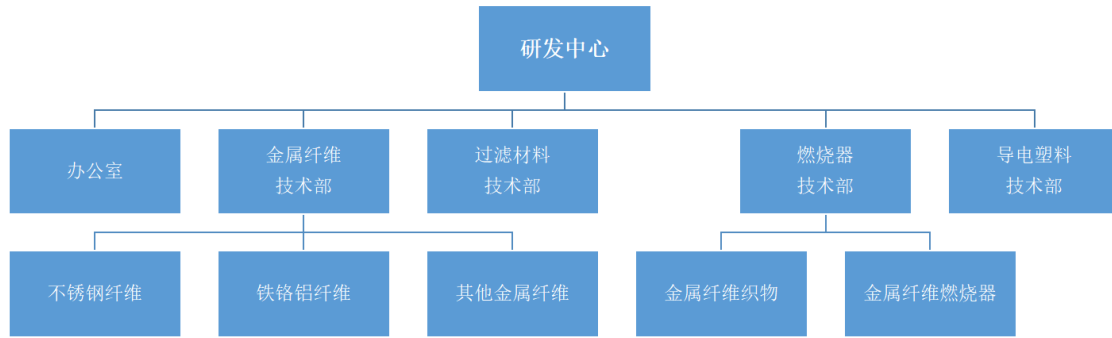 研发中心
办公室
金属纤维
技术部
过滤材料
技术部
燃烧器
技术部
导电塑料
技术部
不锈钢纤维
铁铬铝纤维
其他金属纤维
金属纤维织物
金属纤维燃烧器